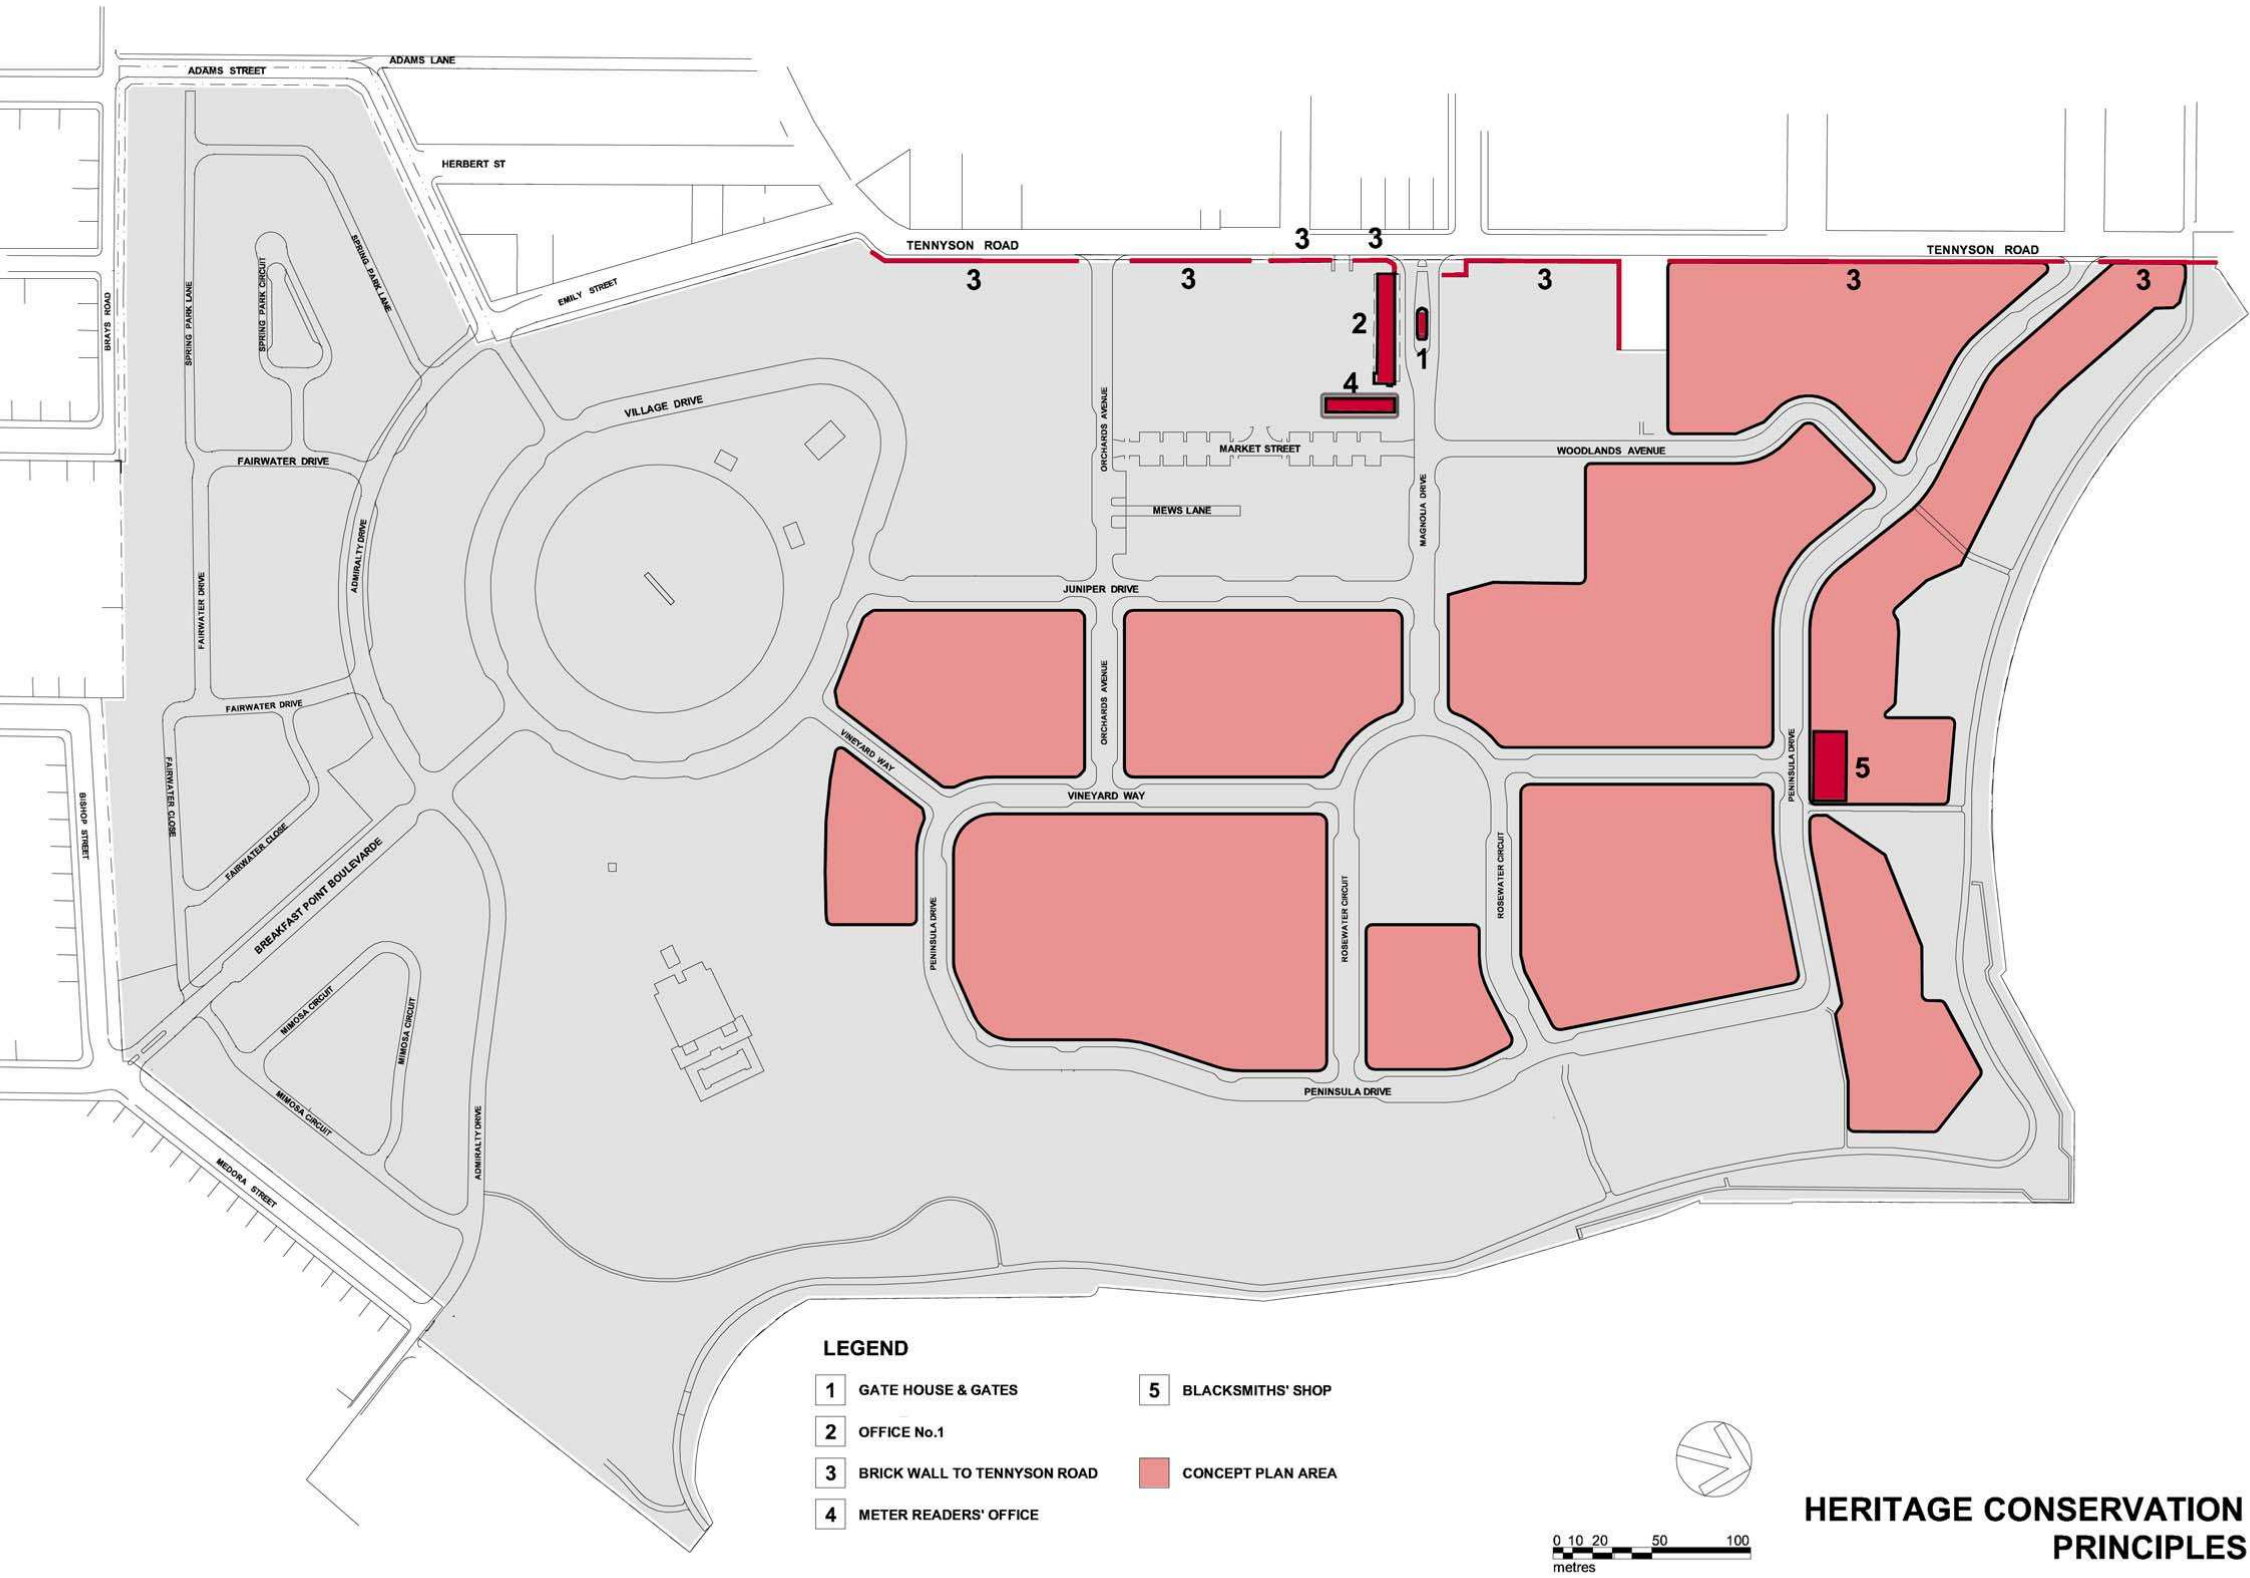 ADAMS STREET
ADAMS LANE
HERBERT ST
EMILY STREET
TENNYSON ROAD
TENNYSON ROAD
3
3
3
3
3
3
3
2
1
4
5
BRAYS ROAD
SPRING PARK LANE
SPRING PARK CIRCUIT
SPRING PARK LANE
FAIRWATER DRIVE
FAIRWATER DRIVE
FAIRWATER DRIVE
ADMIRALTY DRIVE
VILLAGE DRIVE
ORCHARDS AVENUE
MARKET STREET
MEWS LANE
MAGNOLIA DRIVE
WOODLANDS AVENUE
JUNIPER DRIVE
ORCHARDS AVENUE
VINEYARD WAY
VINEYARD WAY
PENINSULA DRIVE
PENINSULA DRIVE
ROSEWATER CIRCUIT
ROSEWATER CIRCUIT
PENINSULA DRIVE
BISHOP STREET
FAIRWATER CLOSE
FAIRWATER CLOSE
BREAKFAST POINT BOULEVARDE
MIMOSA CIRCUIT
MIMOSA CIRCUIT
MIMOSA CIRCUIT
ADMIRALTY DRIVE
MEDORA STREET
LEGEND
1 GATE HOUSE & GATES
2 OFFICE No.1
3 BRICK WALL TO TENNYSON ROAD
4 METER READERS' OFFICE
5 BLACKSMITHS' SHOP
CONCEPT PLAN AREA
0 10 20 50 100
metres
HERITAGE CONSERVATION
PRINCIPLES